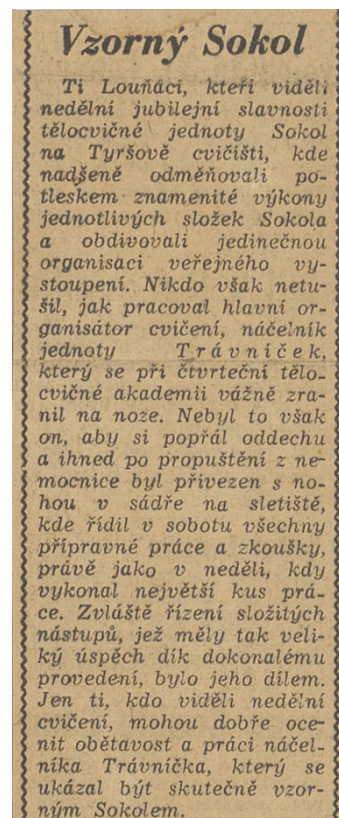 Vzorný Sokol
Ti Louňáci, kteří viděli
nedělní jubilejní slavnosti
tělocvičné jednoty Sokol
na Tyršově cvičišti, kde
nadšeně odměňovali po-
tleskem znamenité výkony
jednotlivých složek Sokola
a obdivovali jedinečnou
organisaci veřejného vy-
stoupení. Nikdo však netu-
šil, jak pracoval hlavní or-
ganisátor cvičení, náčelník
jednoty Trávníček,
který se při čtvrteční tělo-
cvičné akademii vážně zra-
nil na noze. Nebyl to však
on, aby si popřál oddechu
a ihned po propuštění z ne-
mocnice byl přivezen s no-
hou v sádře na sletiště,
kde řídil v sobotu všechny
přípravné práce a zkoušky,
právě jako v neděli, kdy
vykonal největší kus prá-
ce. Zvláště řízení složitých
nástupů, jež měly tak veli-
ký úspěch dík dokonalému
provedení, bylo jeho dílem.
Jen ti, kdo viděli nedělní
cvičení, mohou dobře oce-
nit obětavost a práci náčel-
níka Trávníčka, který se
ukázal být skutečně vzor-
ným Sokolem.